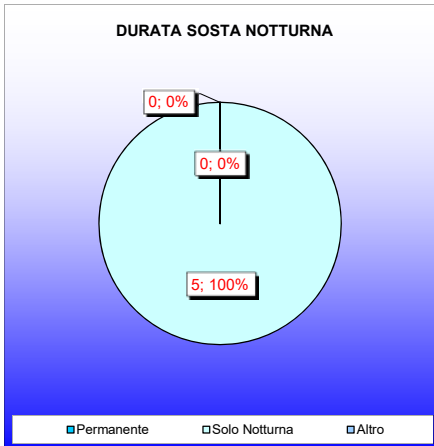 DURATA SOSTA NOTTURNA
0; 0%
0; 0%
5; 100%
Permanente Solo Notturna Altro